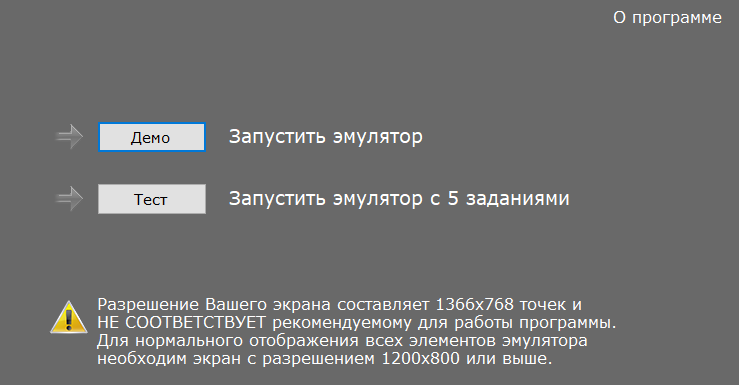 О программе
Демо Запустить эмулятор
Тест Запустить эмулятор с 5 заданиями
Разрешение Вашего экрана составляет 1366x768 точек и
НЕ СООТВЕТСТВУЕТ рекомендуемому для работы программы.
Для нормального отображения всех элементов эмулятора
необходим экран с разрешением 1200x800 или выше.